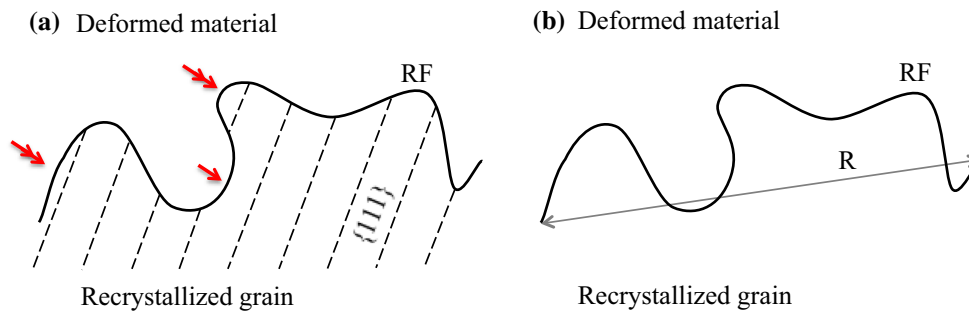 (a) Deformed material
RF
{111}
Recrystallized grain
(b) Deformed material
RF
R
Recrystallized grain